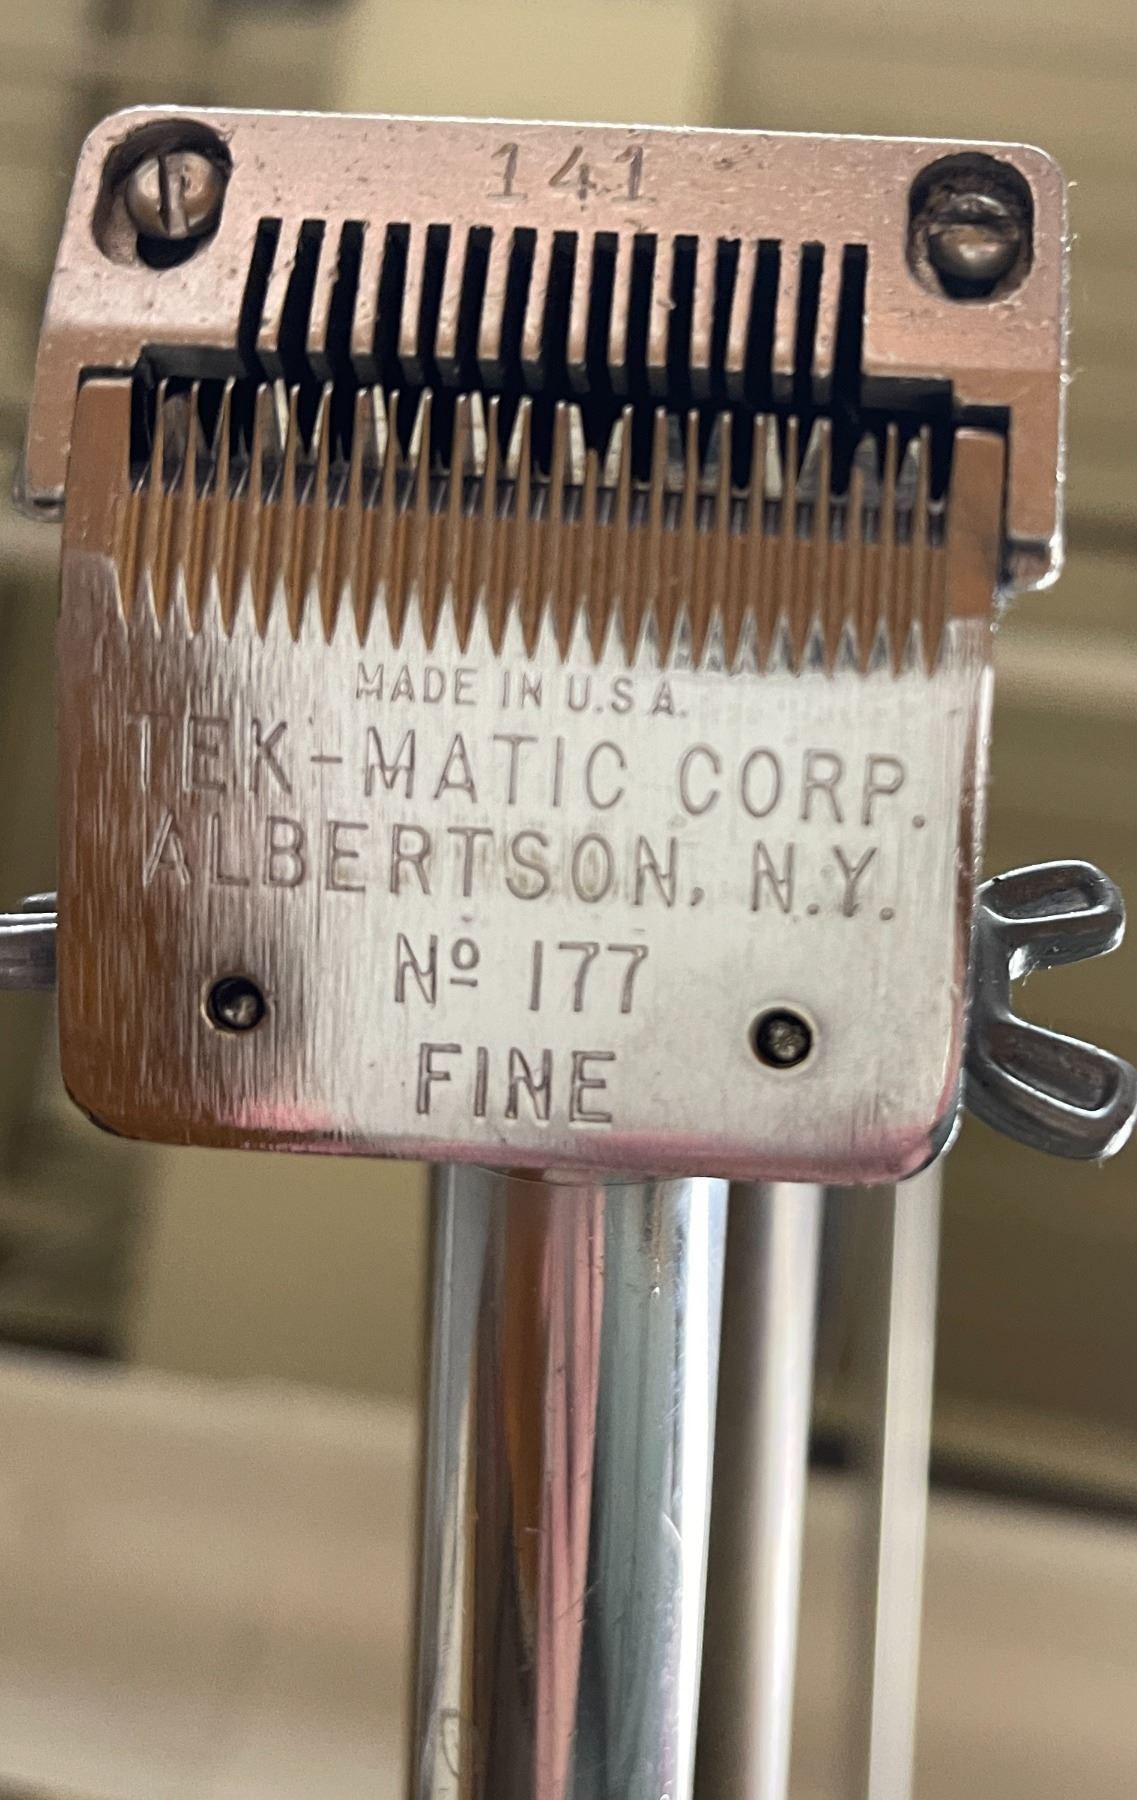 141
MADE IN U.S A.
TEK-MATIC CORP.
ALBERTSON, N.Y.
Nº 177
FINE